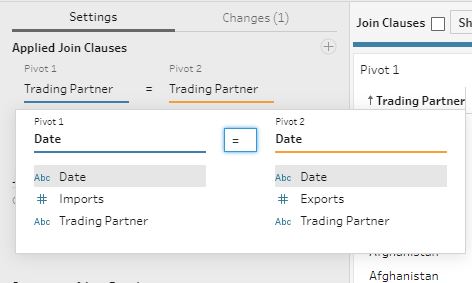 Settings
Changes (1)
Applied Join Clauses
Pivot 1
Pivot 2
Trading Partner = Trading Partner
Pivot 1
Pivot 2
Date = Date
Abc Date
# Imports
Abc Trading Partner
Abc Date
# Exports
Abc Trading Partner
Join Clauses
Sh
Pivot 1
↑ Trading Partner
Afghanistan
Afghanistan